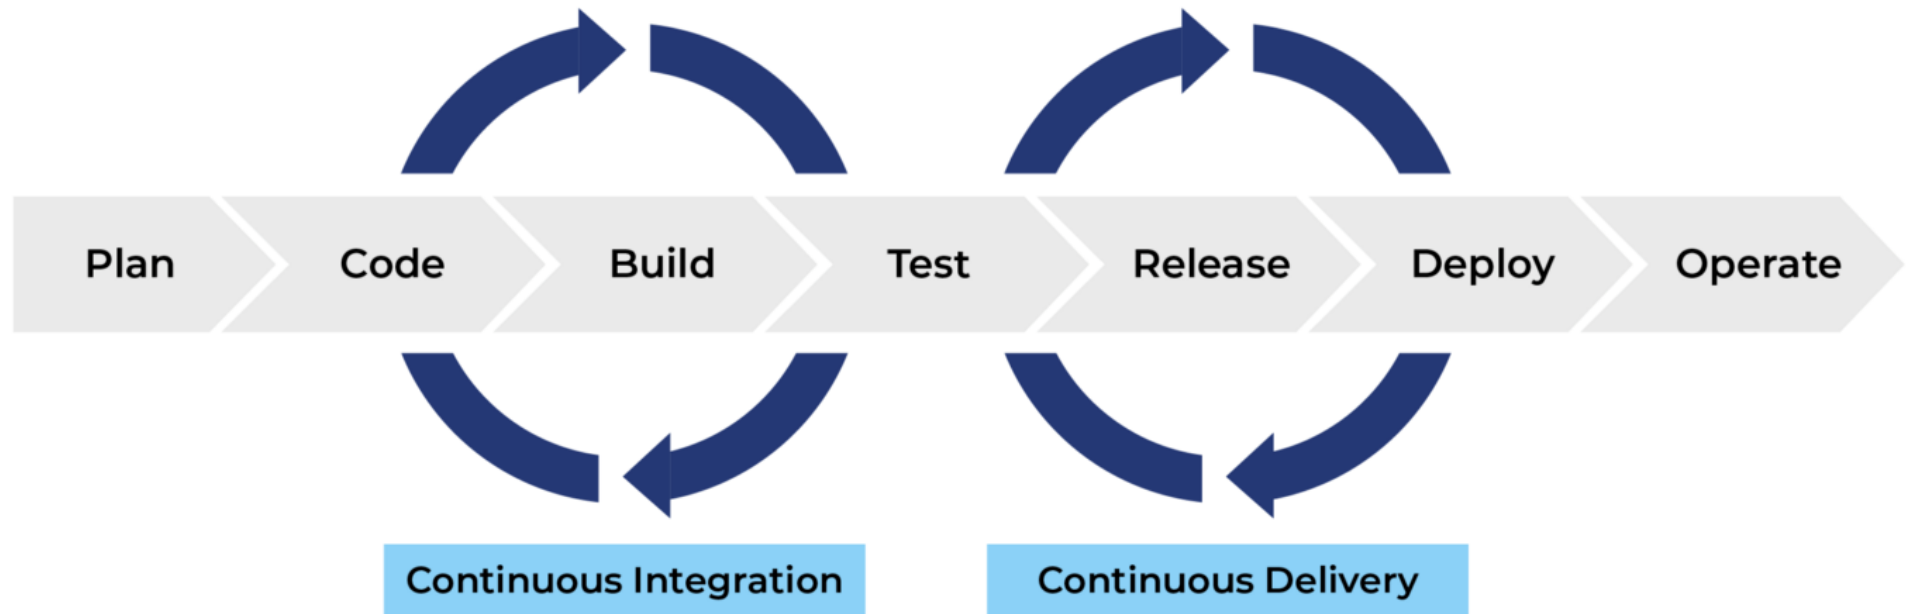 Plan
Code
Build
Test
Release
Deploy
Operate
Continuous Integration
Continuous Delivery